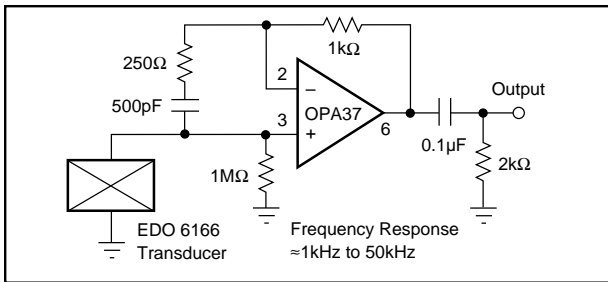 1kΩ
250Ω
2
–
OPA37
500pF
3
+
6
Output
0.1µF
1MΩ
2kΩ
EDO 6166
Transducer
Frequency Response
≈1kHz to 50kHz